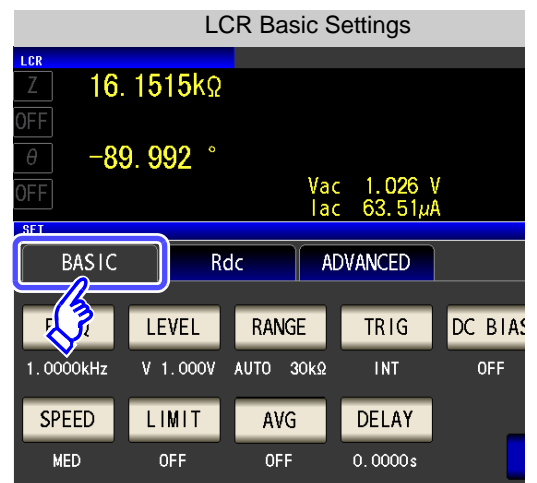 LCR Basic Settings
LCR
Z 16.1515kΩ
OFF
θ -89.992 °
OFF
Vac 1.026 V
Iac 63.51μA
SET
BASIC Rdc ADVANCED
LEVEL RANGE TRIG DC BIAS
1.0000kHz V 1.000V AUTO 30kΩ INT OFF
SPEED LIMIT AVG DELAY
MED OFF OFF 0.0000s